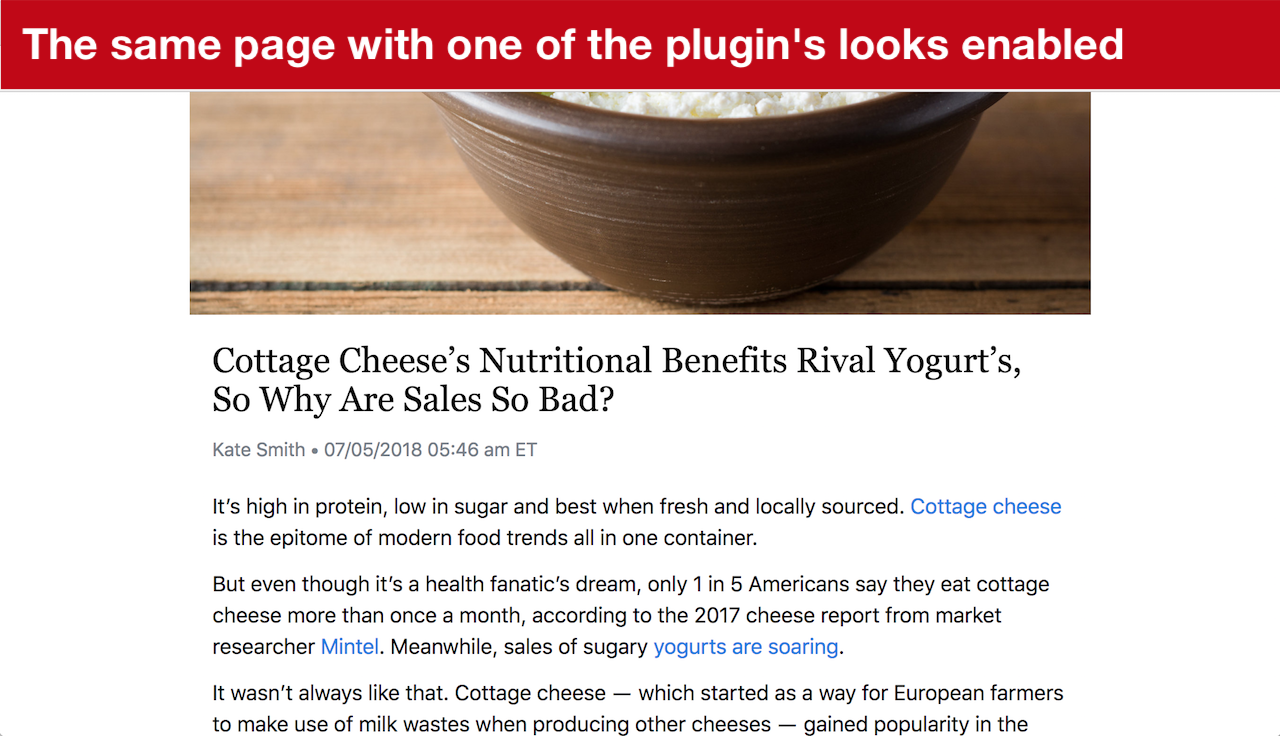 The same page with one of the plugin's looks enabled
Cottage Cheese’s Nutritional Benefits Rival Yogurt’s,
So Why Are Sales So Bad?
Kate Smith • 07/05/2018 05:46 am ET
It’s high in protein, low in sugar and best when fresh and locally sourced. Cottage cheese
is the epitome of modern food trends all in one container.
But even though it’s a health fanatic’s dream, only 1 in 5 Americans say they eat cottage
cheese more than once a month, according to the 2017 cheese report from market
researcher Mintel. Meanwhile, sales of sugary yogurts are soaring.
It wasn’t always like that. Cottage cheese — which started as a way for European farmers
to make use of milk wastes when producing other cheeses — gained popularity in the